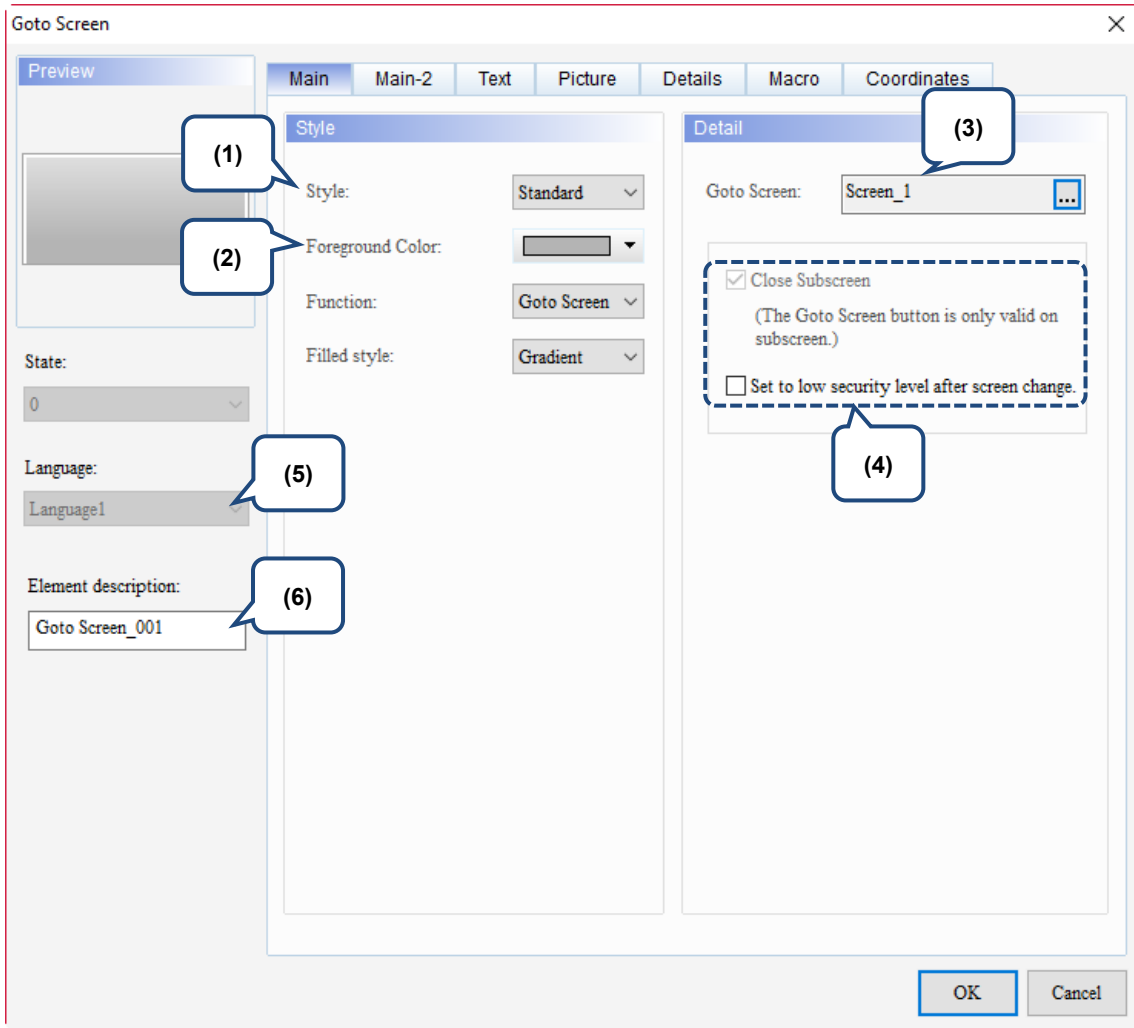 Goto Screen
Preview
Main Main-2 Text Picture Details Macro Coordinates
Style
Detail
(1)
(3)
Style: Standard
Goto Screen: Screen_1 ...
(2)
Foreground Color:
Function: Goto Screen
Filled style: Gradient
Close Subscreen
(The Goto Screen button is only valid on
subscreen.)
Set to low security level after screen change.
(4)
State:
0
Language:
Language1
(5)
Element description:
Goto Screen_001
(6)
OK Cancel